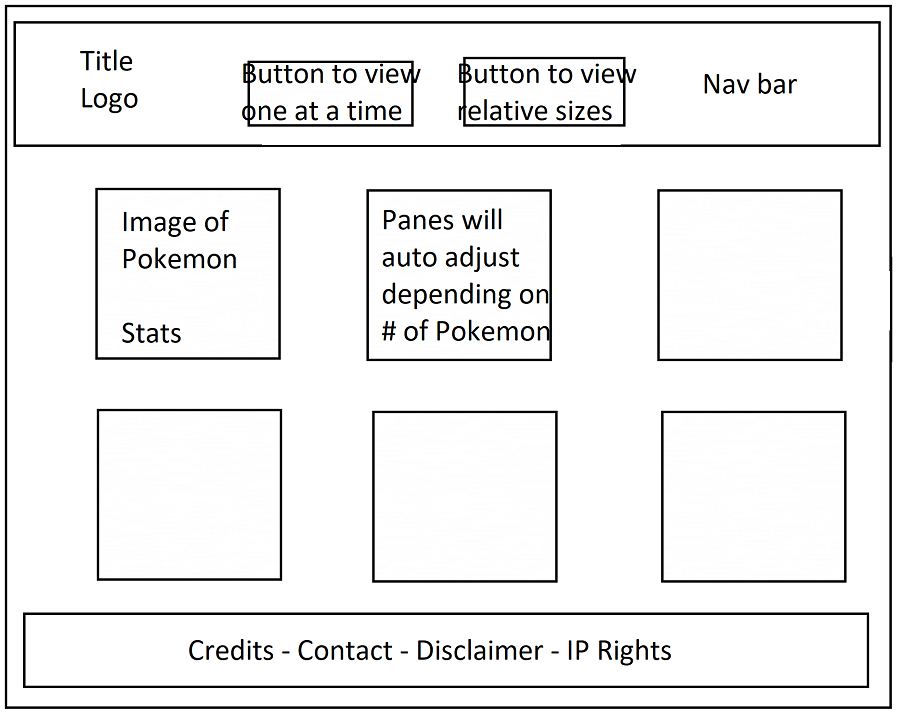 Title
Logo
Button to view
one at a time
Button to view
relative sizes
Nav bar
Image of
Pokemon
Stats
Panes will
auto adjust
depending on
# of Pokemon
Credits - Contact - Disclaimer - IP Rights